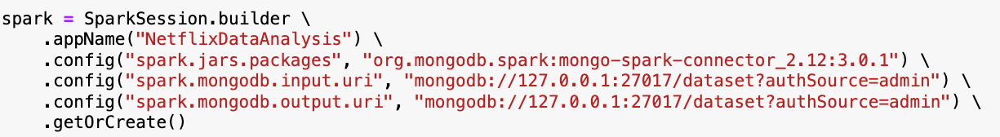 spark = SparkSession.builder \
    .appName("NetflixDataAnalysis") \
    .config("spark.jars.packages", "org.mongodb.spark:mongo-spark-connector_2.12:3.0.1") \
    .config("spark.mongodb.input.uri", "mongodb://127.0.0.1:27017/dataset?authSource=admin") \
    .config("spark.mongodb.output.uri", "mongodb://127.0.0.1:27017/dataset?authSource=admin") \
    .getOrCreate()